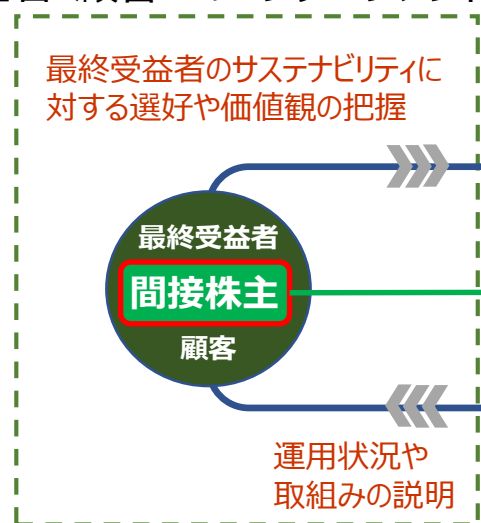 最終受益者のサステナビリティに
対する選好や価値観の把握
最終受益者
間接株主
顧客
運用状況や
取組みの説明